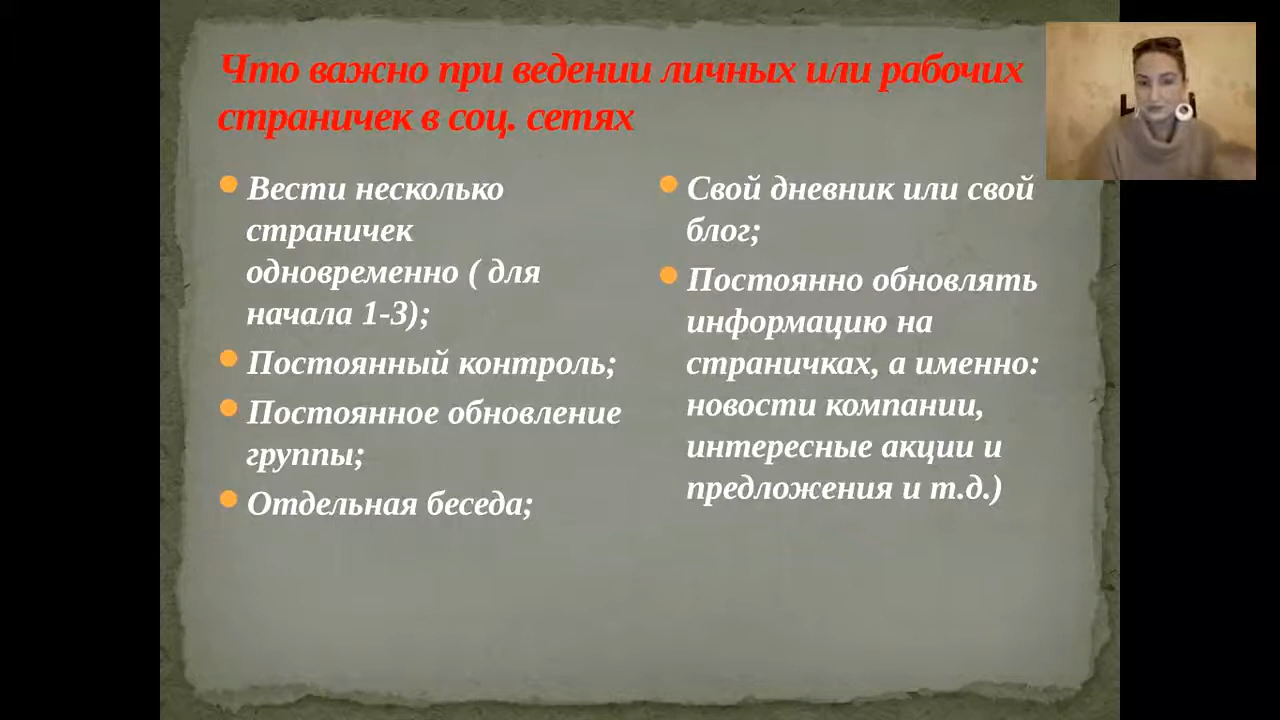 Что важно при ведении личных или рабочих
страничек в соц. сетях
Вести несколько
страничек
одновременно ( для
начала 1-3);
Постоянный контроль;
Постоянное обновление
группы;
Отдельная беседа;
Свой дневник или свой
блог;
Постоянно обновлять
информацию на
страничках, а именно:
новости компании,
интересные акции и
предложения и т.д.)